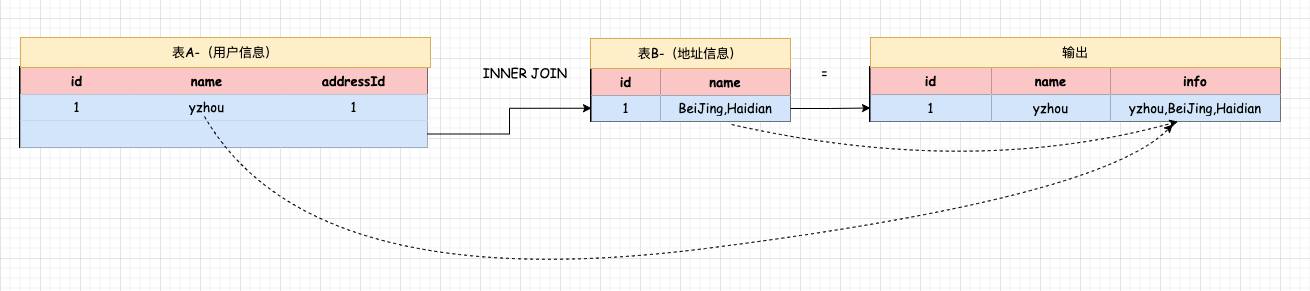 表A-（用户信息）
id name addressId
1 yzhou 1
INNER JOIN
表B-（地址信息）
id name
1 BeiJing,Haidian
=
输出
id name info
1 yzhou yzhou,BeiJing,Haidian